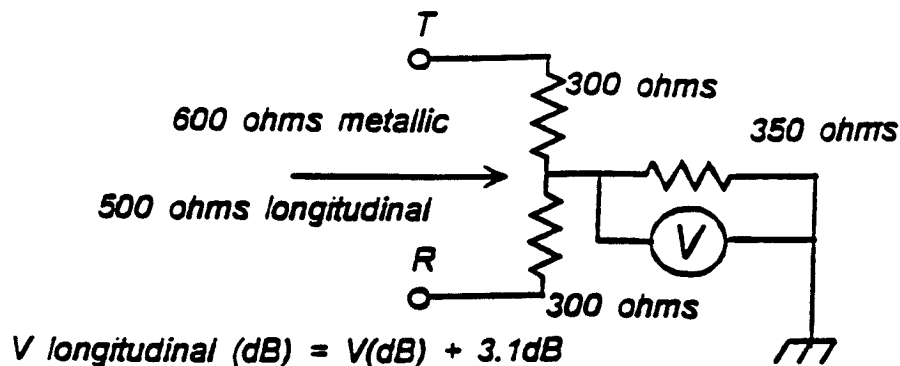 T
300 ohms
600 ohms metallic
350 ohms
500 ohms longitudinal
V
R
300 ohms
V longitudinal (dB) = V(dB) + 3.1dB